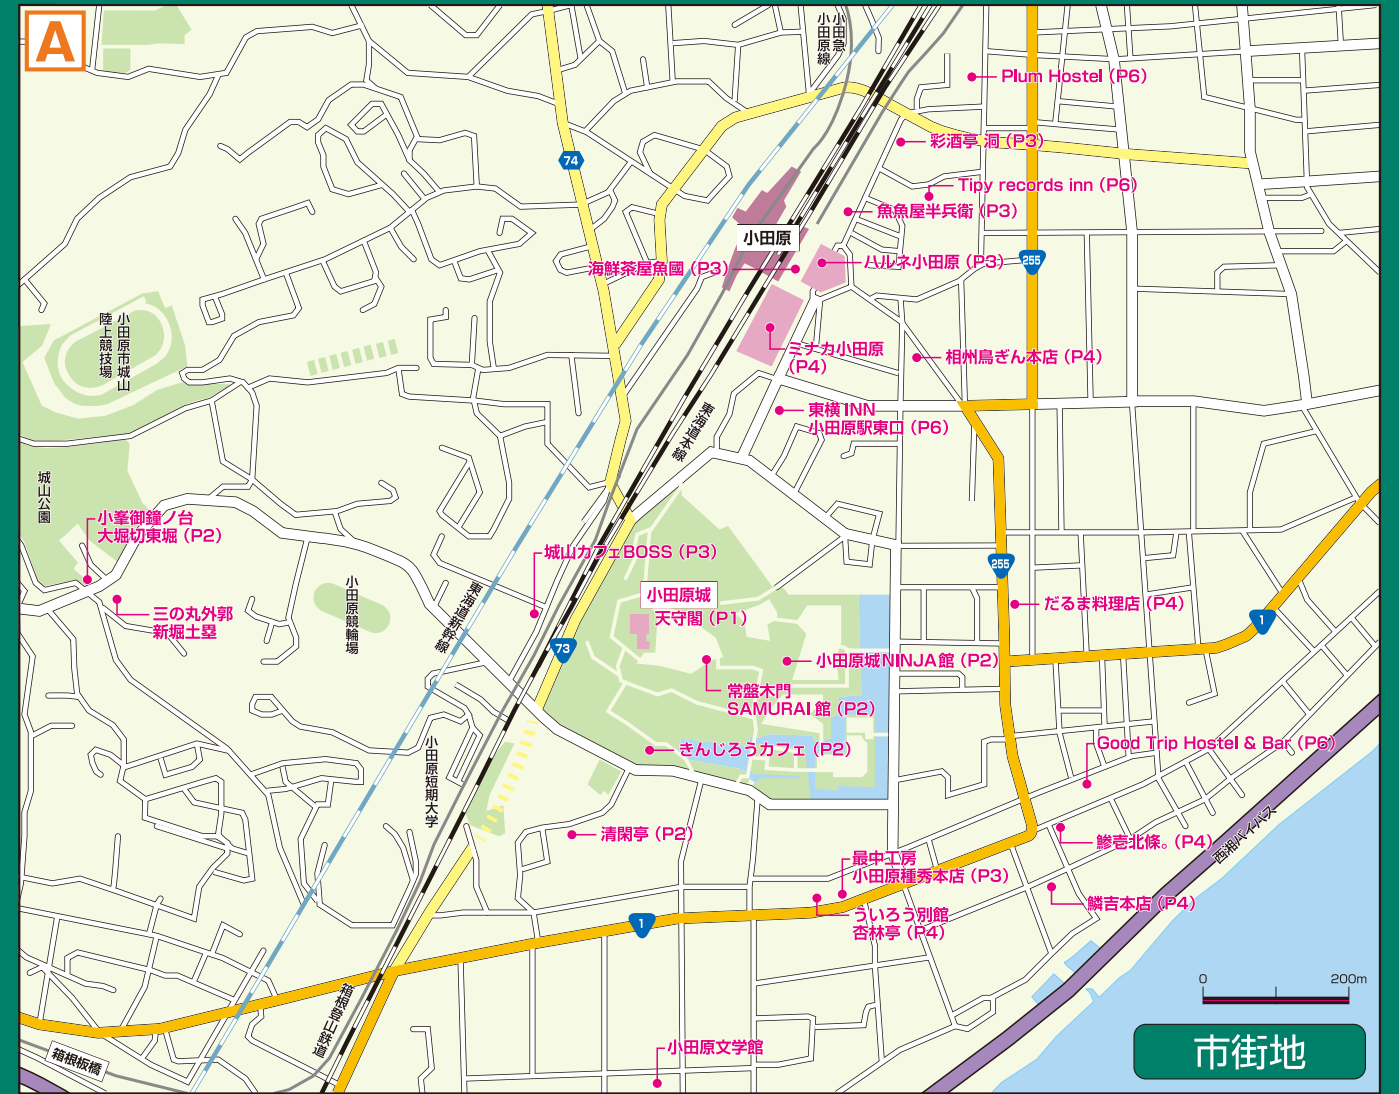 A
小田急
小田原線
Plum Hostel (P6)
彩酒亭 洞 (P3)
74
Tipy records inn (P6)
魚魚屋半兵衛 (P3)
小田原
海鮮茶屋魚國 (P3)
ハルネ小田原 (P3)
255
小田原市城山
陸上競技場
ミナカ小田原
(P4)
相州鳥ぎん本店 (P4)
東横INN
小田原駅東口 (P6)
東海道本線
城山公園
小峯御鐘ノ台
大堀切東堀 (P2)
城山カフェBOSS (P3)
255
小田原城
天守閣 (P1)
だるま料理店 (P4)
三の丸外郭
新堀土塁
小田原競輪場
東海道新幹線
73
1
小田原城NINJA館 (P2)
常盤木門
SAMURAI館 (P2)
きんじろうカフェ (P2)
Good Trip Hostel & Bar (P6)
小田原短期大学
清閑亭 (P2)
鯵壱北條。(P4)
西湘バイパス
最中工房
小田原種秀本店 (P3)
鱗吉本店 (P4)
ういろう別館
杏林亭 (P4)
1
0
200m
箱根登山鉄道
箱根板橋
小田原文学館
市街地